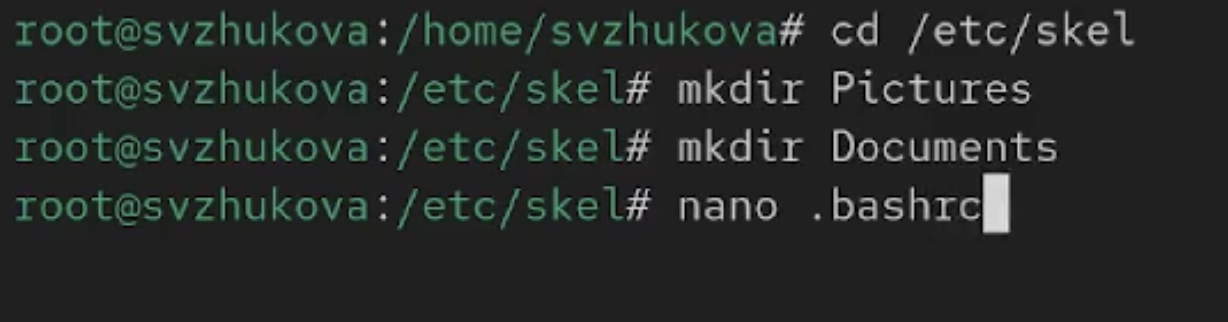 root@svzhukova:/home/svzhukova# cd /etc/skel
root@svzhukova:/etc/skel# mkdir Pictures
root@svzhukova:/etc/skel# mkdir Documents
root@svzhukova:/etc/skel# nano .bashrc